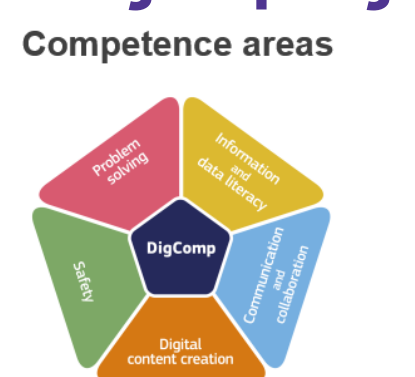 Competence areas
Problem
solving
Information
and
data literacy
DigComp
Safety
Communication
and
collaboration
Digital
content creation